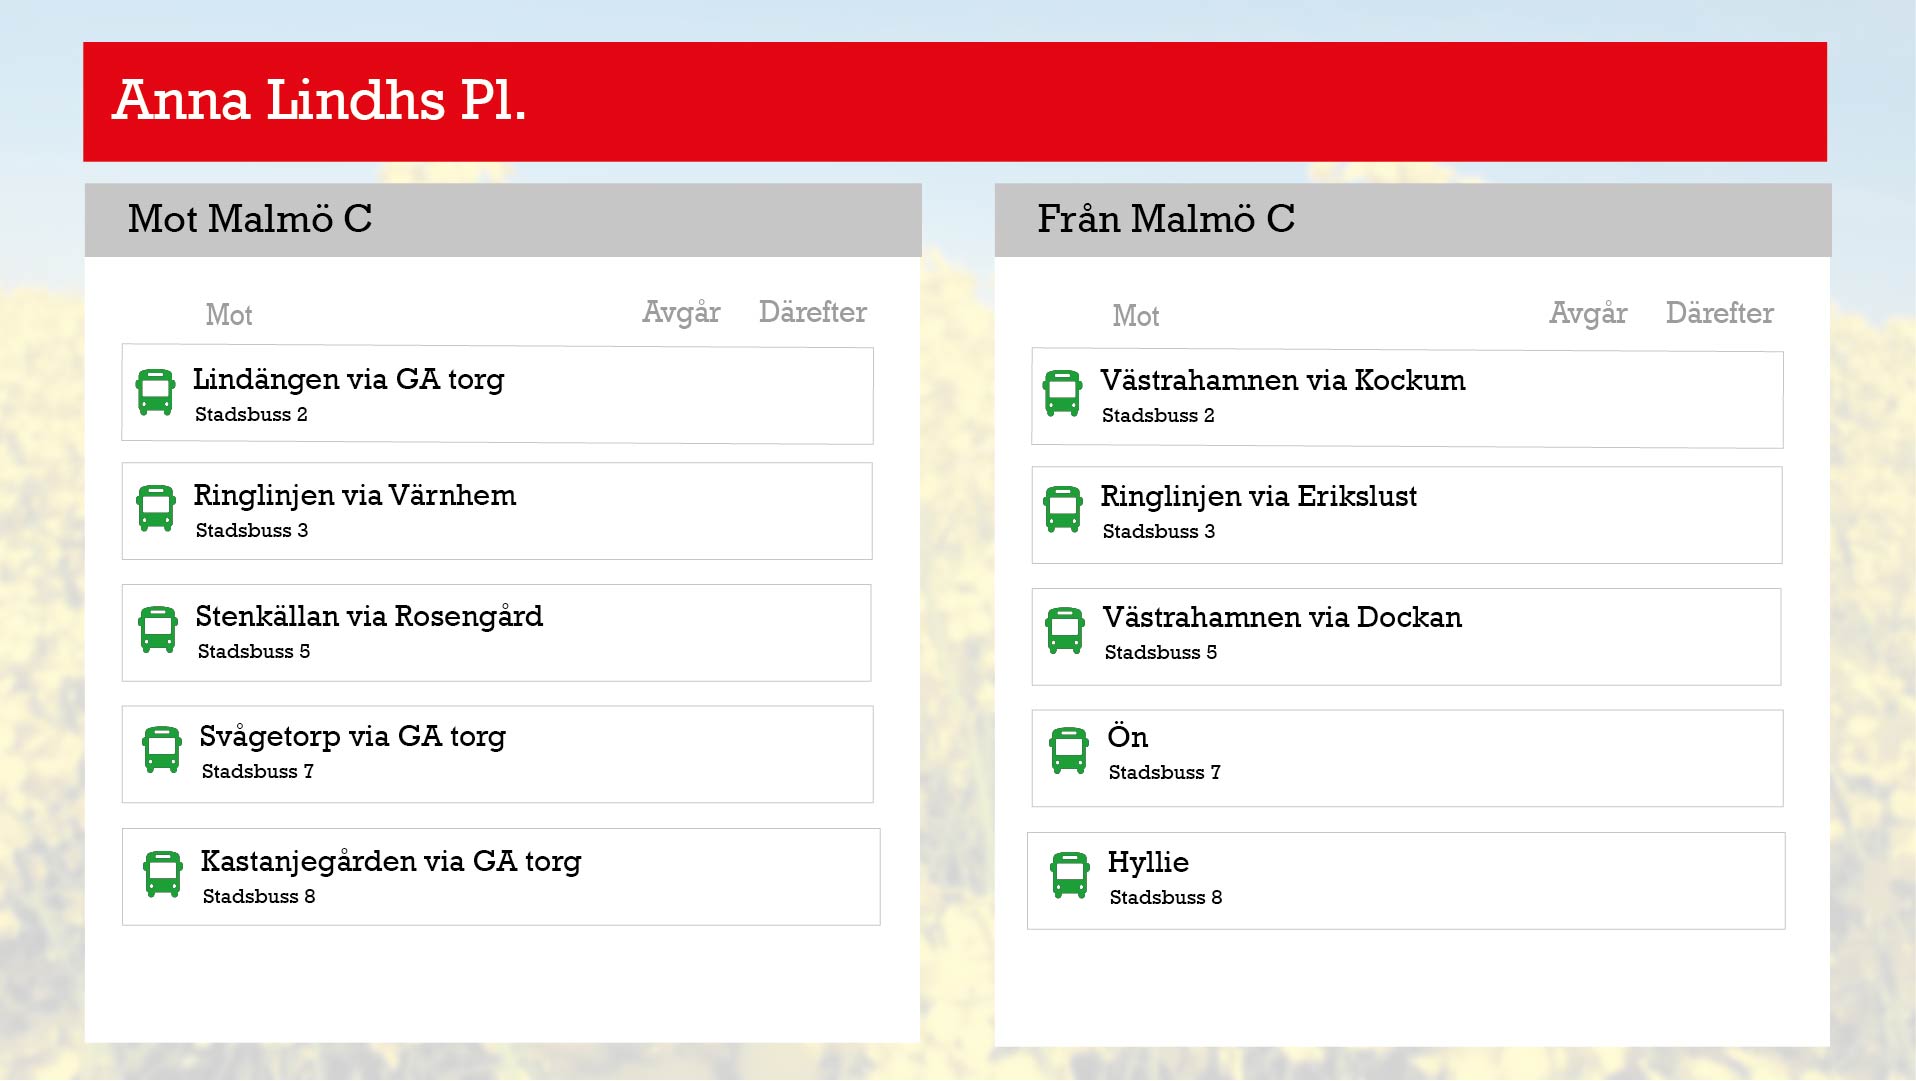 Anna Lindhs Pl.
Mot Malmö C
Mot Avgår Därefter
Lindängen via GA torg
Stadsbuss 2
Ringlinjen via Värnhem
Stadsbuss 3
Stenkällan via Rosengård
Stadsbuss 5
Svågetorp via GA torg
Stadsbuss 7
Kastanjegården via GA torg
Stadsbuss 8
Från Malmö C
Mot Avgår Därefter
Västrahamnen via Kockum
Stadsbuss 2
Ringlinjen via Erikslust
Stadsbuss 3
Västrahamnen via Dockan
Stadsbuss 5
Ön
Stadsbuss 7
Hyllie
Stadsbuss 8